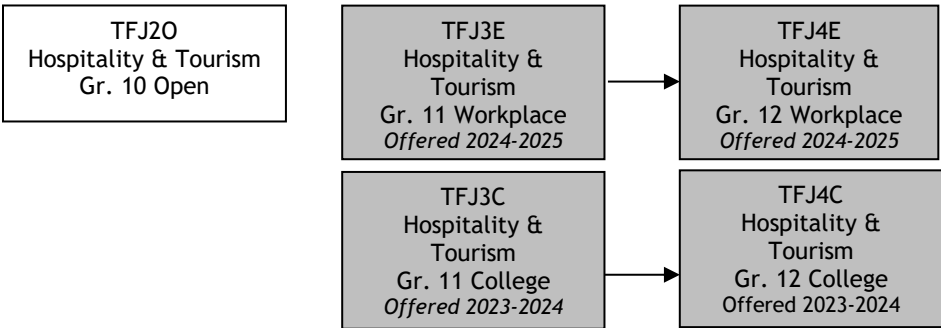 TFJ2O
Hospitality & Tourism
Gr. 10 Open
TFJ3E
Hospitality &
Tourism
Gr. 11 Workplace
Offered 2024-2025
TFJ4E
Hospitality &
Tourism
Gr. 12 Workplace
Offered 2024-2025
TFJ3C
Hospitality &
Tourism
Gr. 11 College
Offered 2023-2024
TFJ4C
Hospitality &
Tourism
Gr. 12 College
Offered 2023-2024